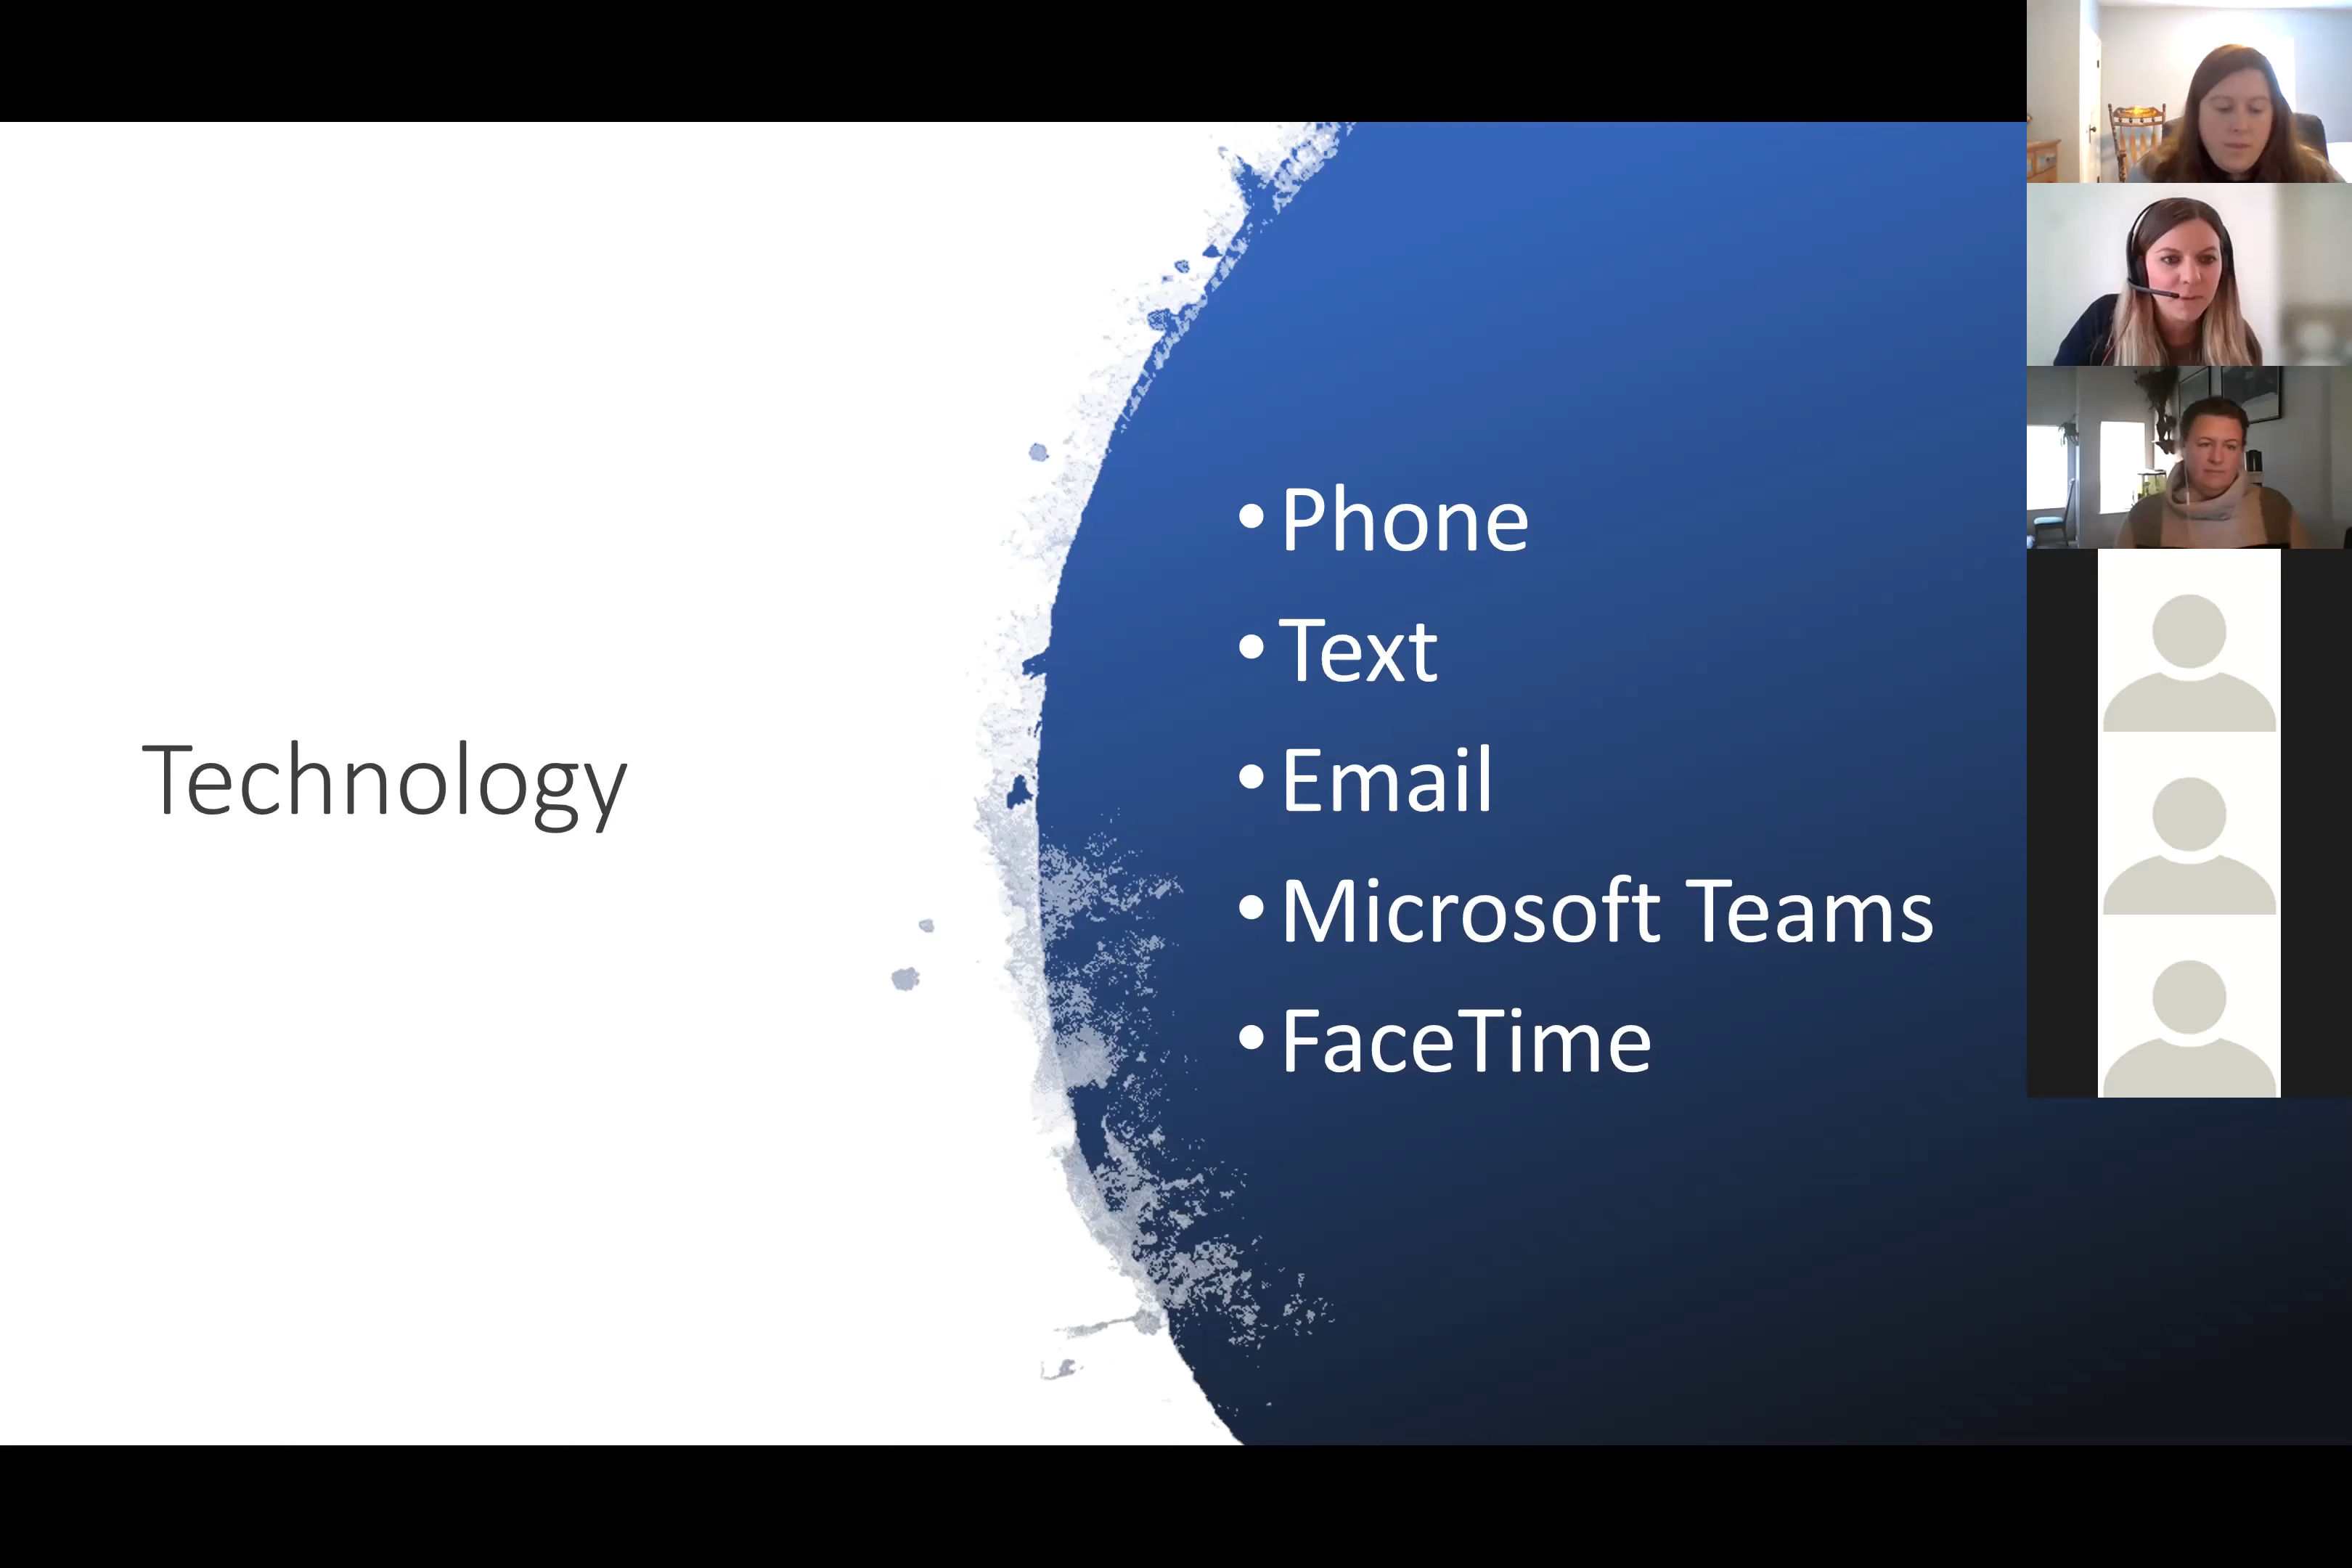 Technology
• Phone
• Text
• Email
• Microsoft Teams
• FaceTime